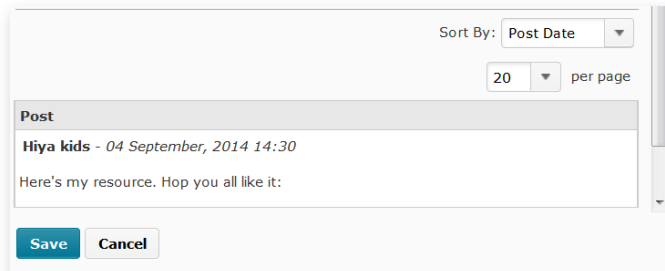 Sort By: Post Date
20 per page
Post
Hiya kids - 04 September, 2014 14:30
Here's my resource. Hop you all like it:
Save Cancel